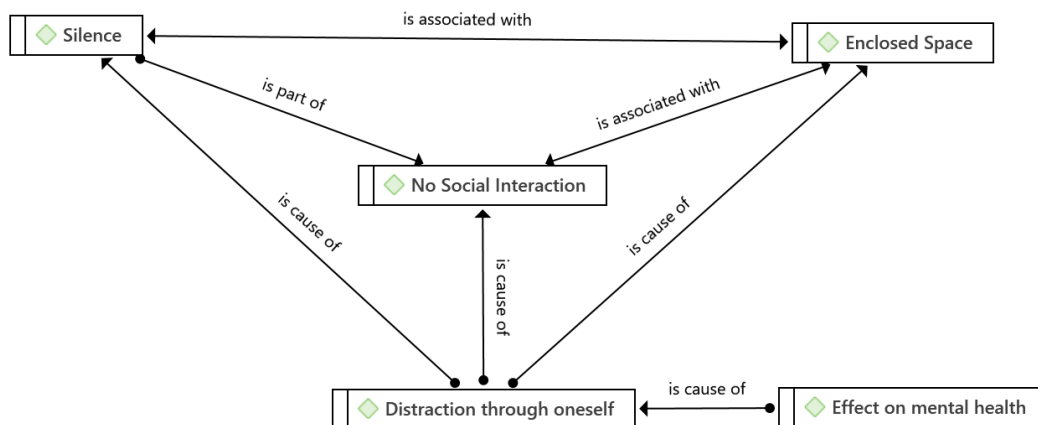 is associated with
Silence
Enclosed Space
is part of
is associated with
No Social Interaction
is cause of
is cause of
is cause of
is cause of
Distraction through oneself
Effect on mental health